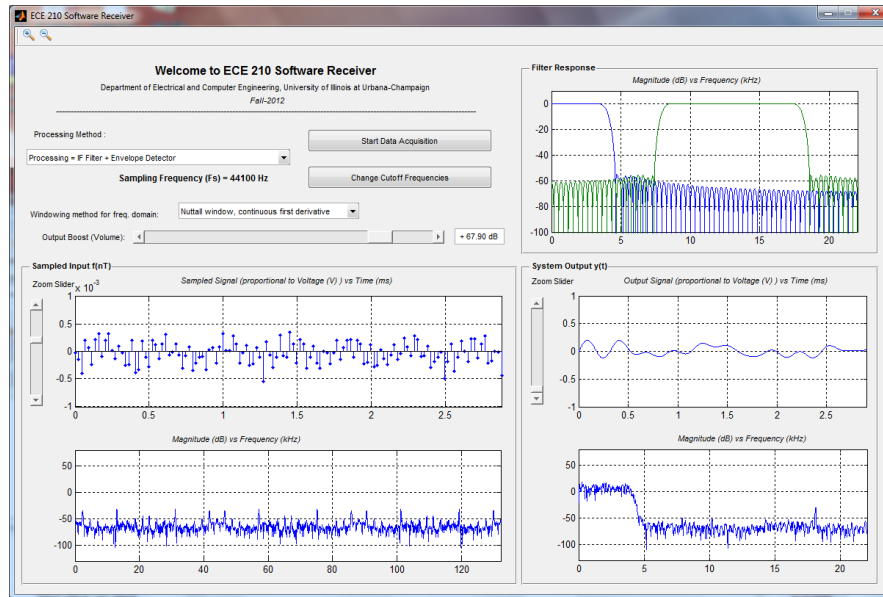 ECE 210 Software Receiver
Welcome to ECE 210 Software Receiver
Department of Electrical and Computer Engineering, University of Illinois at Urbana-Champaign
Fall-2012
Processing Method :
Processing = IF Filter + Envelope Detector
Start Data Acquisition
Sampling Frequency (Fs) = 44100 Hz
Change Cutoff Frequencies
Windowing method for freq. domain:
Nuttall window, continuous first derivative
Output Boost (Volume):
+ 67.90 dB
Filter Response
Magnitude (dB) vs Frequency (kHz)
0
-20
-40
-60
-80
-100
0 5 10 15 20
Sampled Input f(nT)
Zoom Slider
x 10^-3
Sampled Signal (proportional to Voltage (V) ) vs Time (ms)
1
0.5
0
-0.5
-1
0 0.5 1 1.5 2 2.5
Magnitude (dB) vs Frequency (kHz)
50
0
-50
-100
0 20 40 60 80 100 120
System Output y(t)
Zoom Slider
Output Signal (proportional to Voltage (V) ) vs Time (ms)
1
0.5
0
-0.5
-1
0 0.5 1 1.5 2 2.5
Magnitude (dB) vs Frequency (kHz)
50
0
-50
-100
0 5 10 15 20